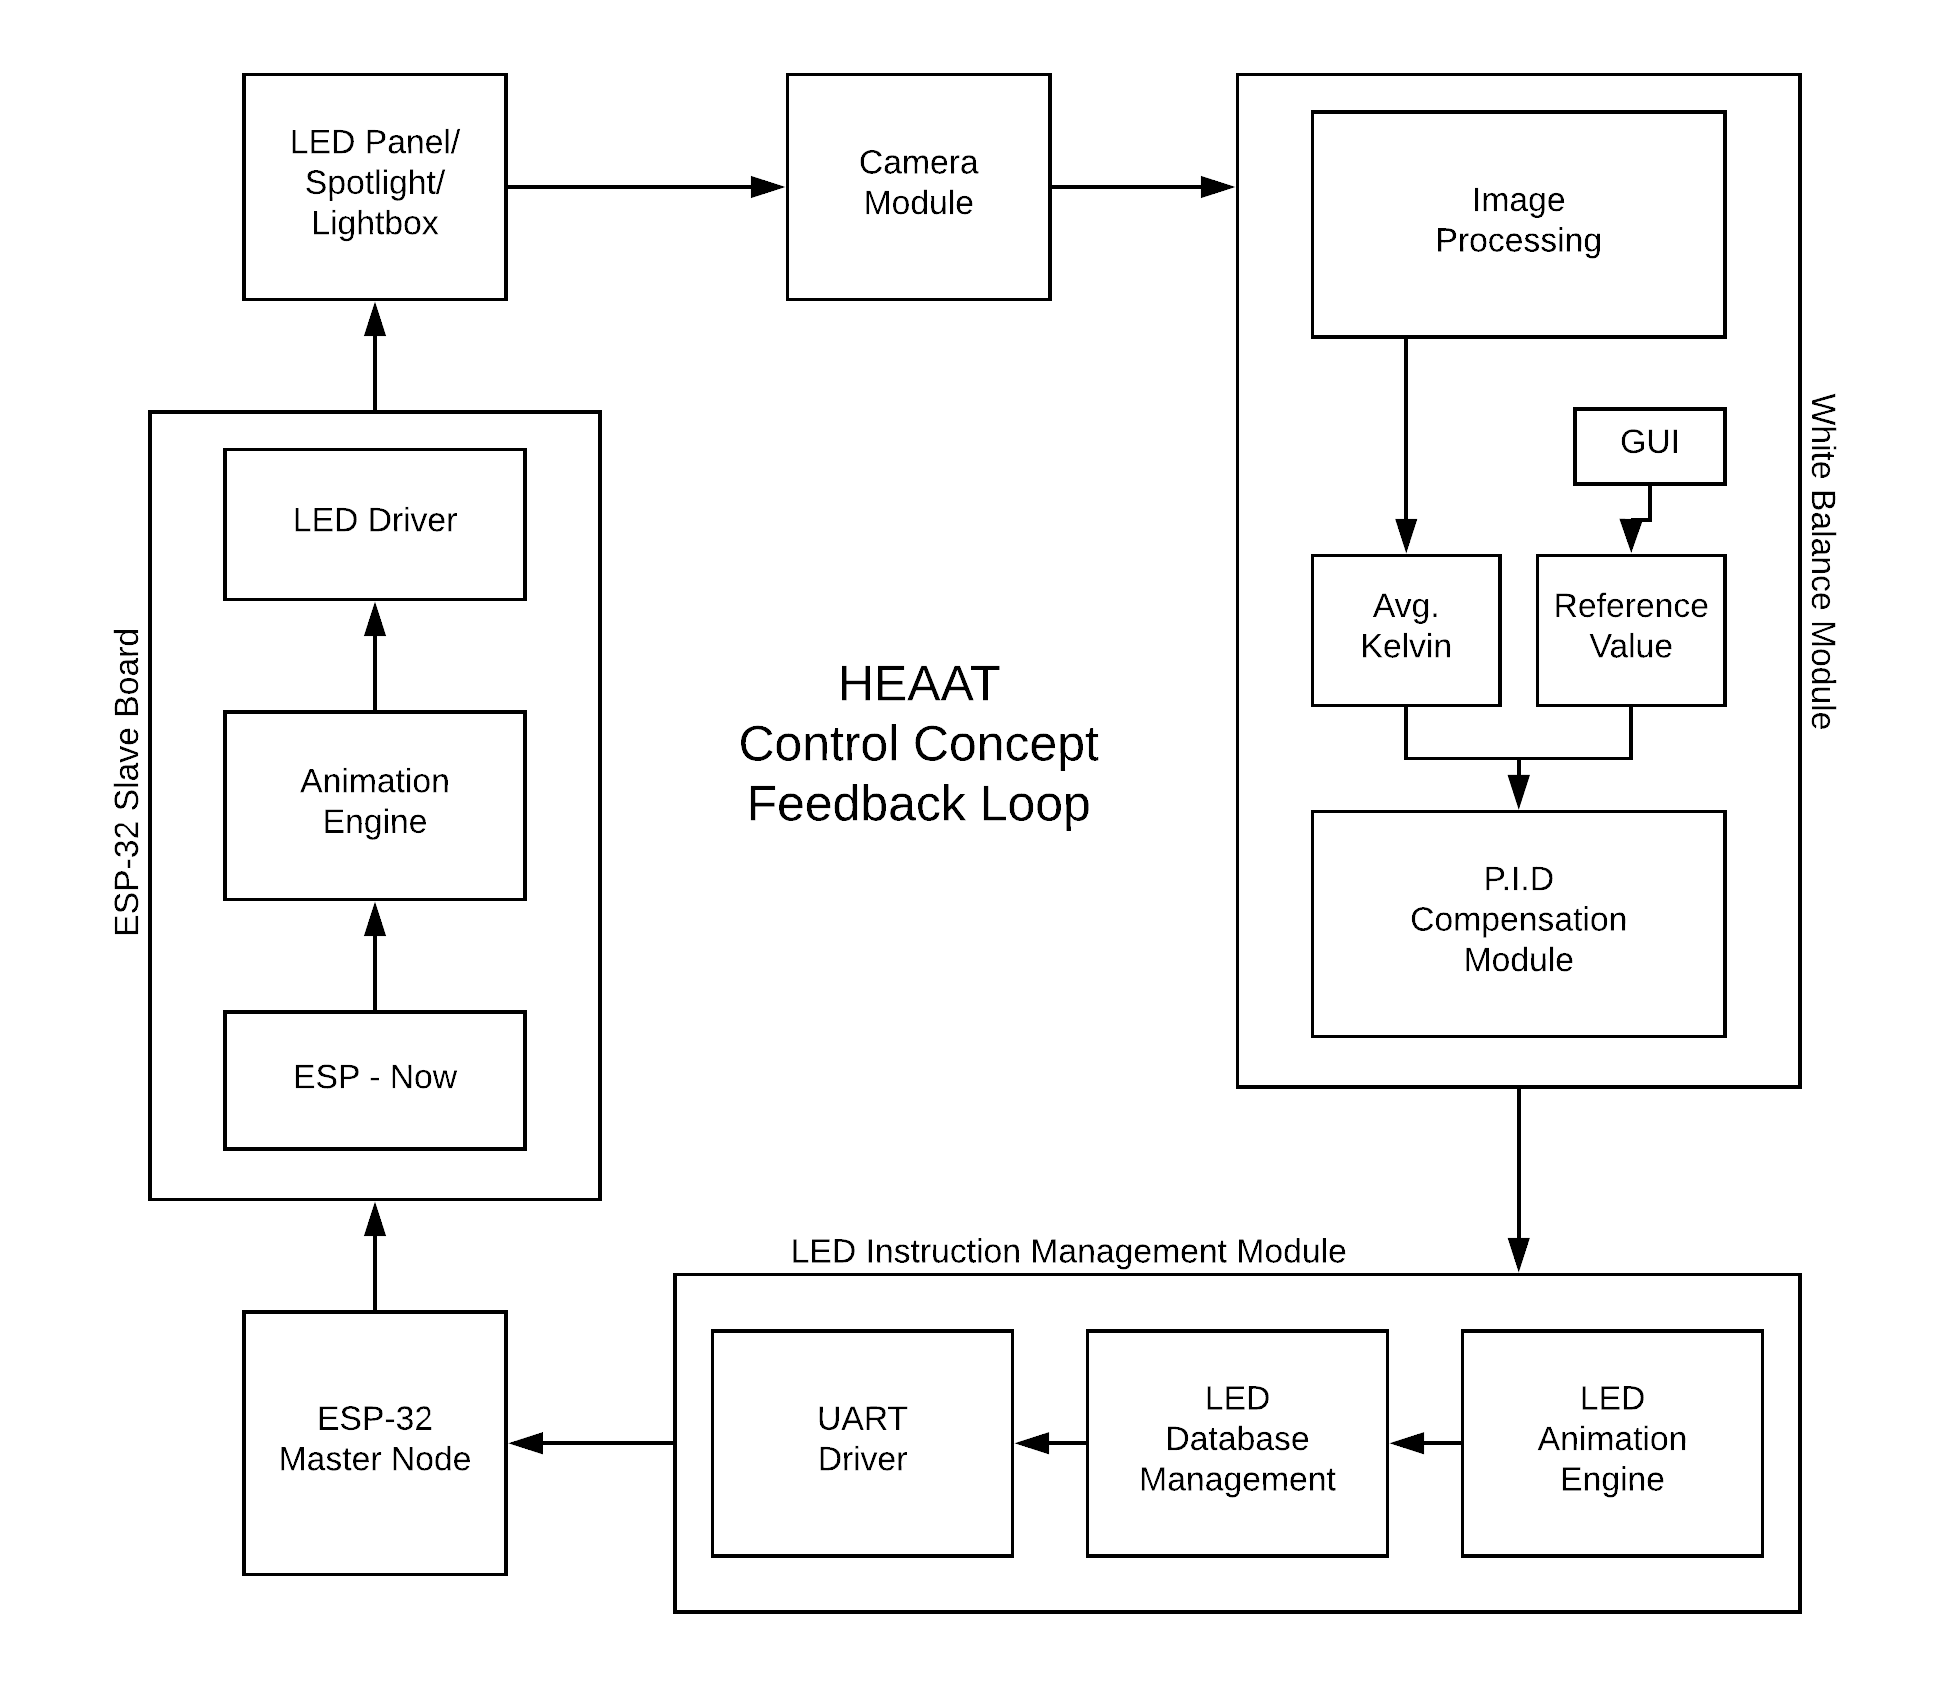 LED Panel/
Spotlight/
Lightbox
Camera
Module
Image
Processing
GUI
Avg.
Kelvin
Reference
Value
P.I.D
Compensation
Module
White Balance Module
HEAAT
Control Concept
Feedback Loop
LED Driver
Animation
Engine
ESP - Now
ESP-32 Slave Board
LED Instruction Management Module
ESP-32
Master Node
UART
Driver
LED
Database
Management
LED
Animation
Engine